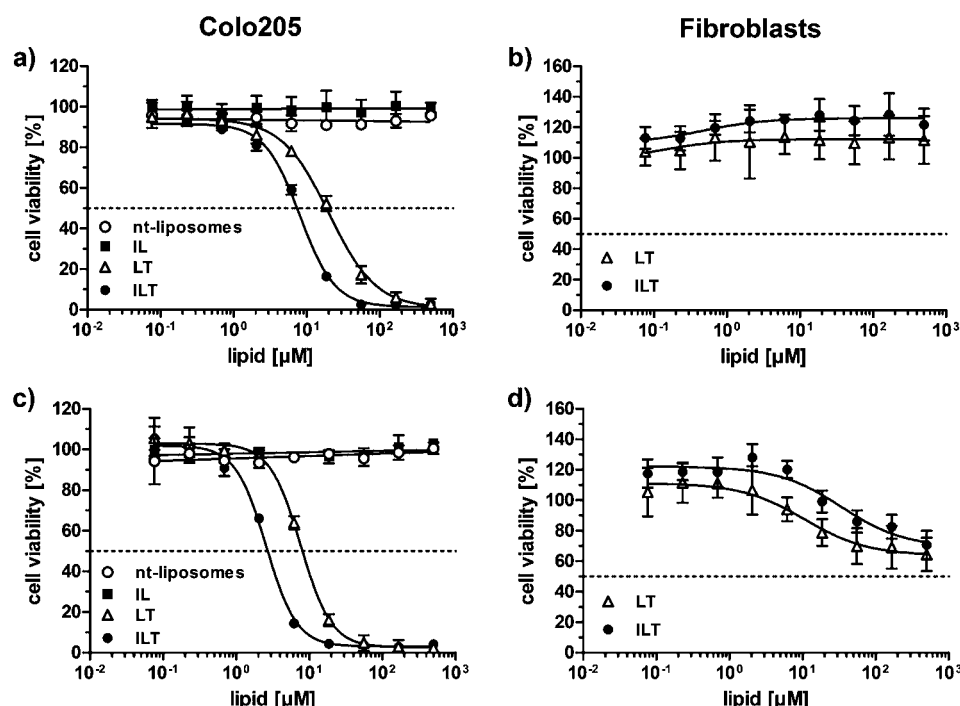 Colo205
Fibroblasts
a)
120
100
80
60
40
20
0
cell viability [%]
nt-liposomes
IL
LT
ILT
10-2 10-1 100 101 102 103
lipid [µM]
b)
160
140
120
100
80
60
40
20
0
cell viability [%]
LT
ILT
10-2 10-1 100 101 102 103
lipid [µM]
c)
120
100
80
60
40
20
0
cell viability [%]
nt-liposomes
IL
LT
ILT
10-2 10-1 100 101 102 103
lipid [µM]
d)
160
140
120
100
80
60
40
20
0
cell viability [%]
LT
ILT
10-2 10-1 100 101 102 103
lipid [µM]